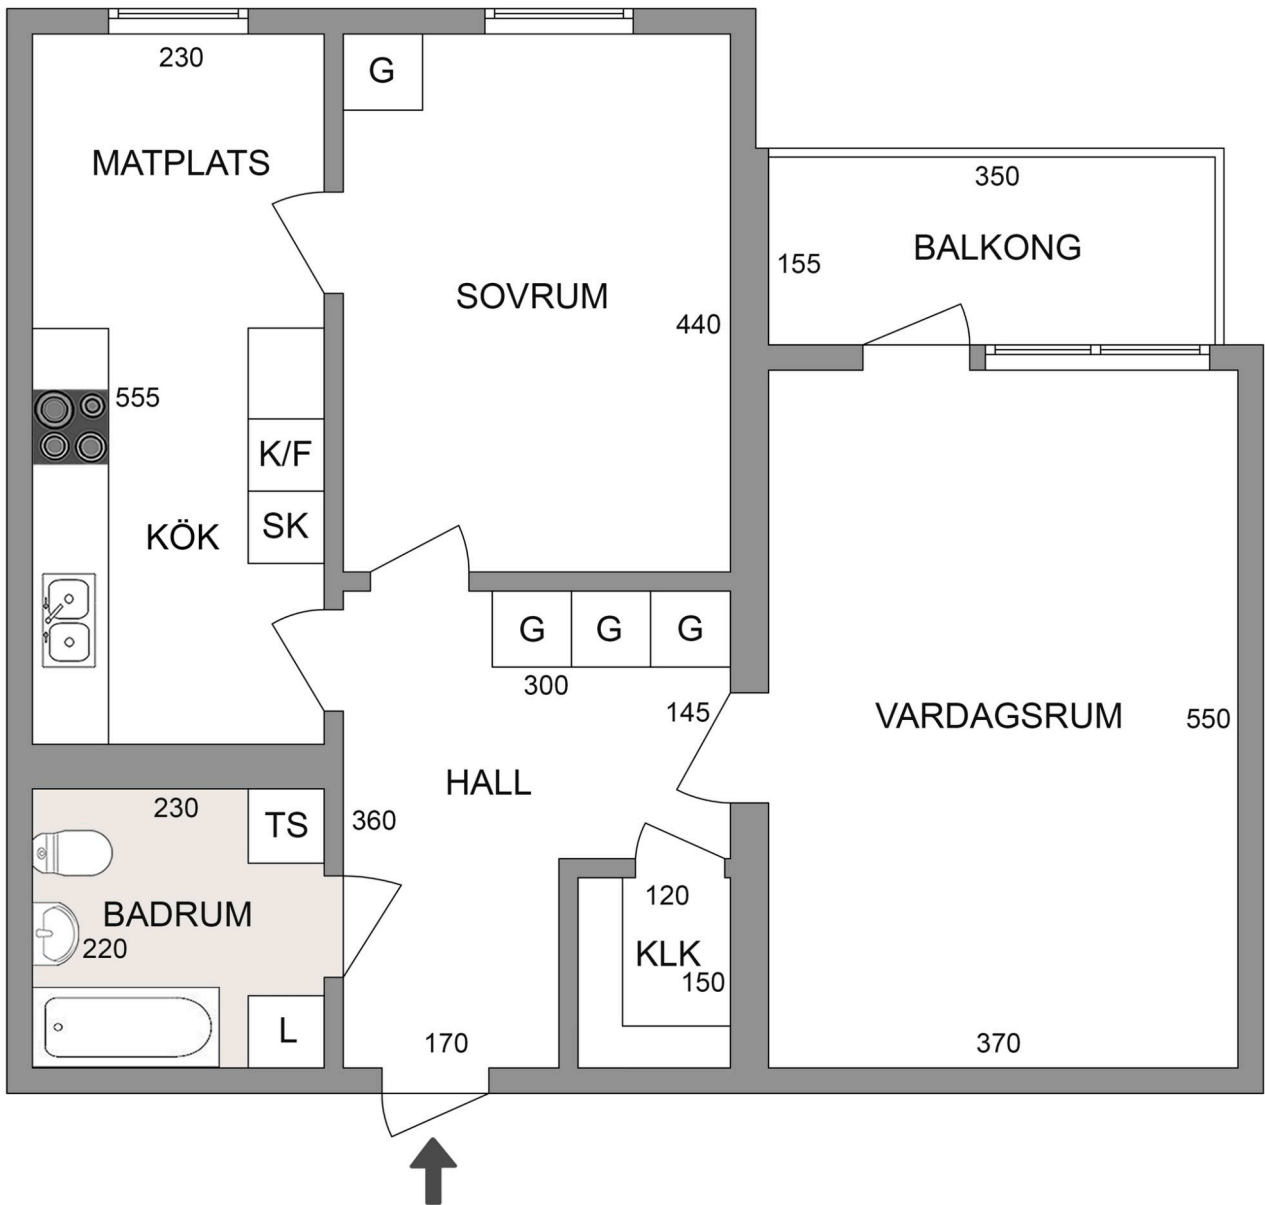 230
G
MATPLATS
350
155
BALKONG
SOVRUM
440
555
K/F
SK
KÖK
G
G
G
300
145
VARDAGSRUM
550
HALL
230
TS
360
BADRUM
220
120
KLK
150
L
170
370